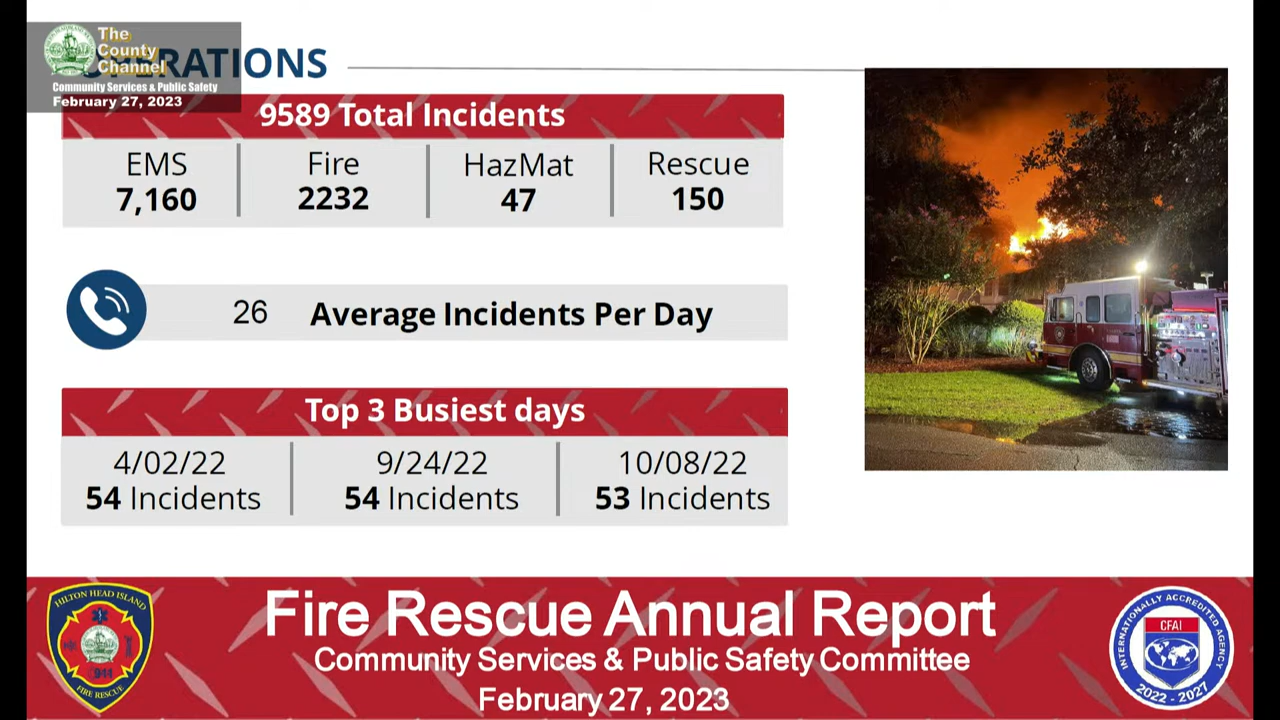 The
County
Channel
Community Services & Public Safety
February 27, 2023
OPERATIONS
9589 Total Incidents
EMS
7,160
Fire
2232
HazMat
47
Rescue
150
26 Average Incidents Per Day
Top 3 Busiest days
4/02/22
54 Incidents
9/24/22
54 Incidents
10/08/22
53 Incidents
HILTON HEAD ISLAND
911
FIRE RESCUE
Fire Rescue Annual Report
Community Services & Public Safety Committee
February 27, 2023
INTERNATIONALLY ACCREDITED AGENCY
CFAI
2022 - 2027